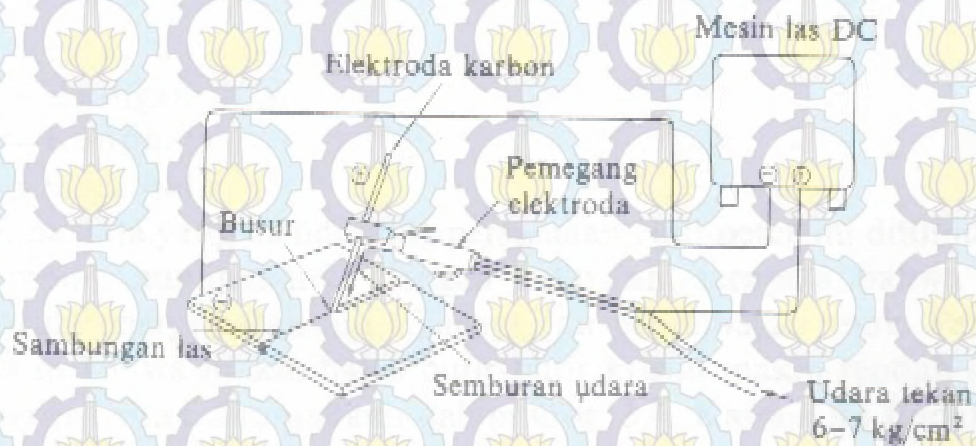 Mesin las DC
Elektroda karbon
Pemegang
elektroda
Busur
Sambungan las
Semburan udara
Udara tekan
6–7 kg/cm²